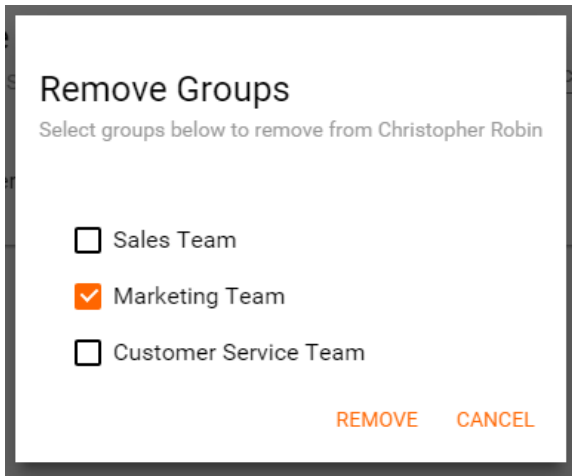 Remove Groups
Select groups below to remove from Christopher Robin
Sales Team
Marketing Team
Customer Service Team
REMOVE CANCEL